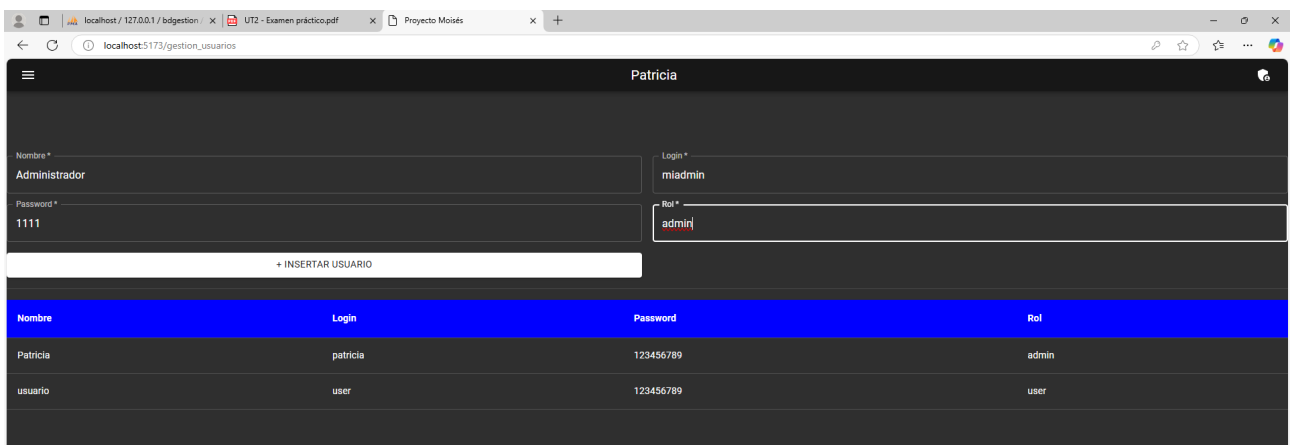 localhost / 127.0.0.1 / bdgestion / UT2 - Examen práctico.pdf Proyecto Moisés
localhost:5173/gestion_usuarios
Patricia
Nombre * Login *
Administrador miadmin
Password * Rol *
1111 admin
+ INSERTAR USUARIO
Nombre Login Password Rol
Patricia patricia 123456789 admin
usuario user 123456789 user